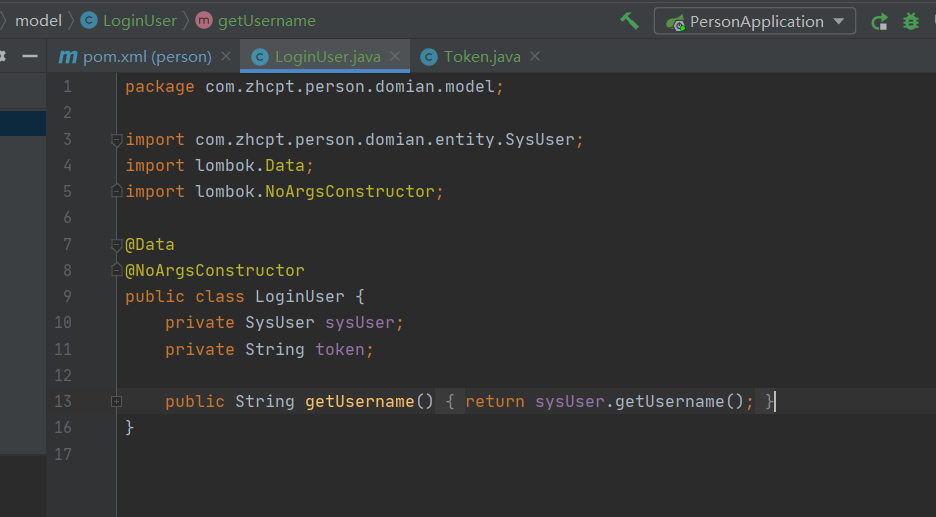 model LoginUser getUsername PersonApplication
pom.xml (person) LoginUser.java Token.java
1 package com.zhcpt.person.domian.model;
2
3 import com.zhcpt.person.domian.entity.SysUser;
4 import lombok.Data;
5 import lombok.NoArgsConstructor;
6
7 @Data
8 @NoArgsConstructor
9 public class LoginUser {
10 private SysUser sysUser;
11 private String token;
12
13 public String getUsername() { return sysUser.getUsername(); }
16 }
17